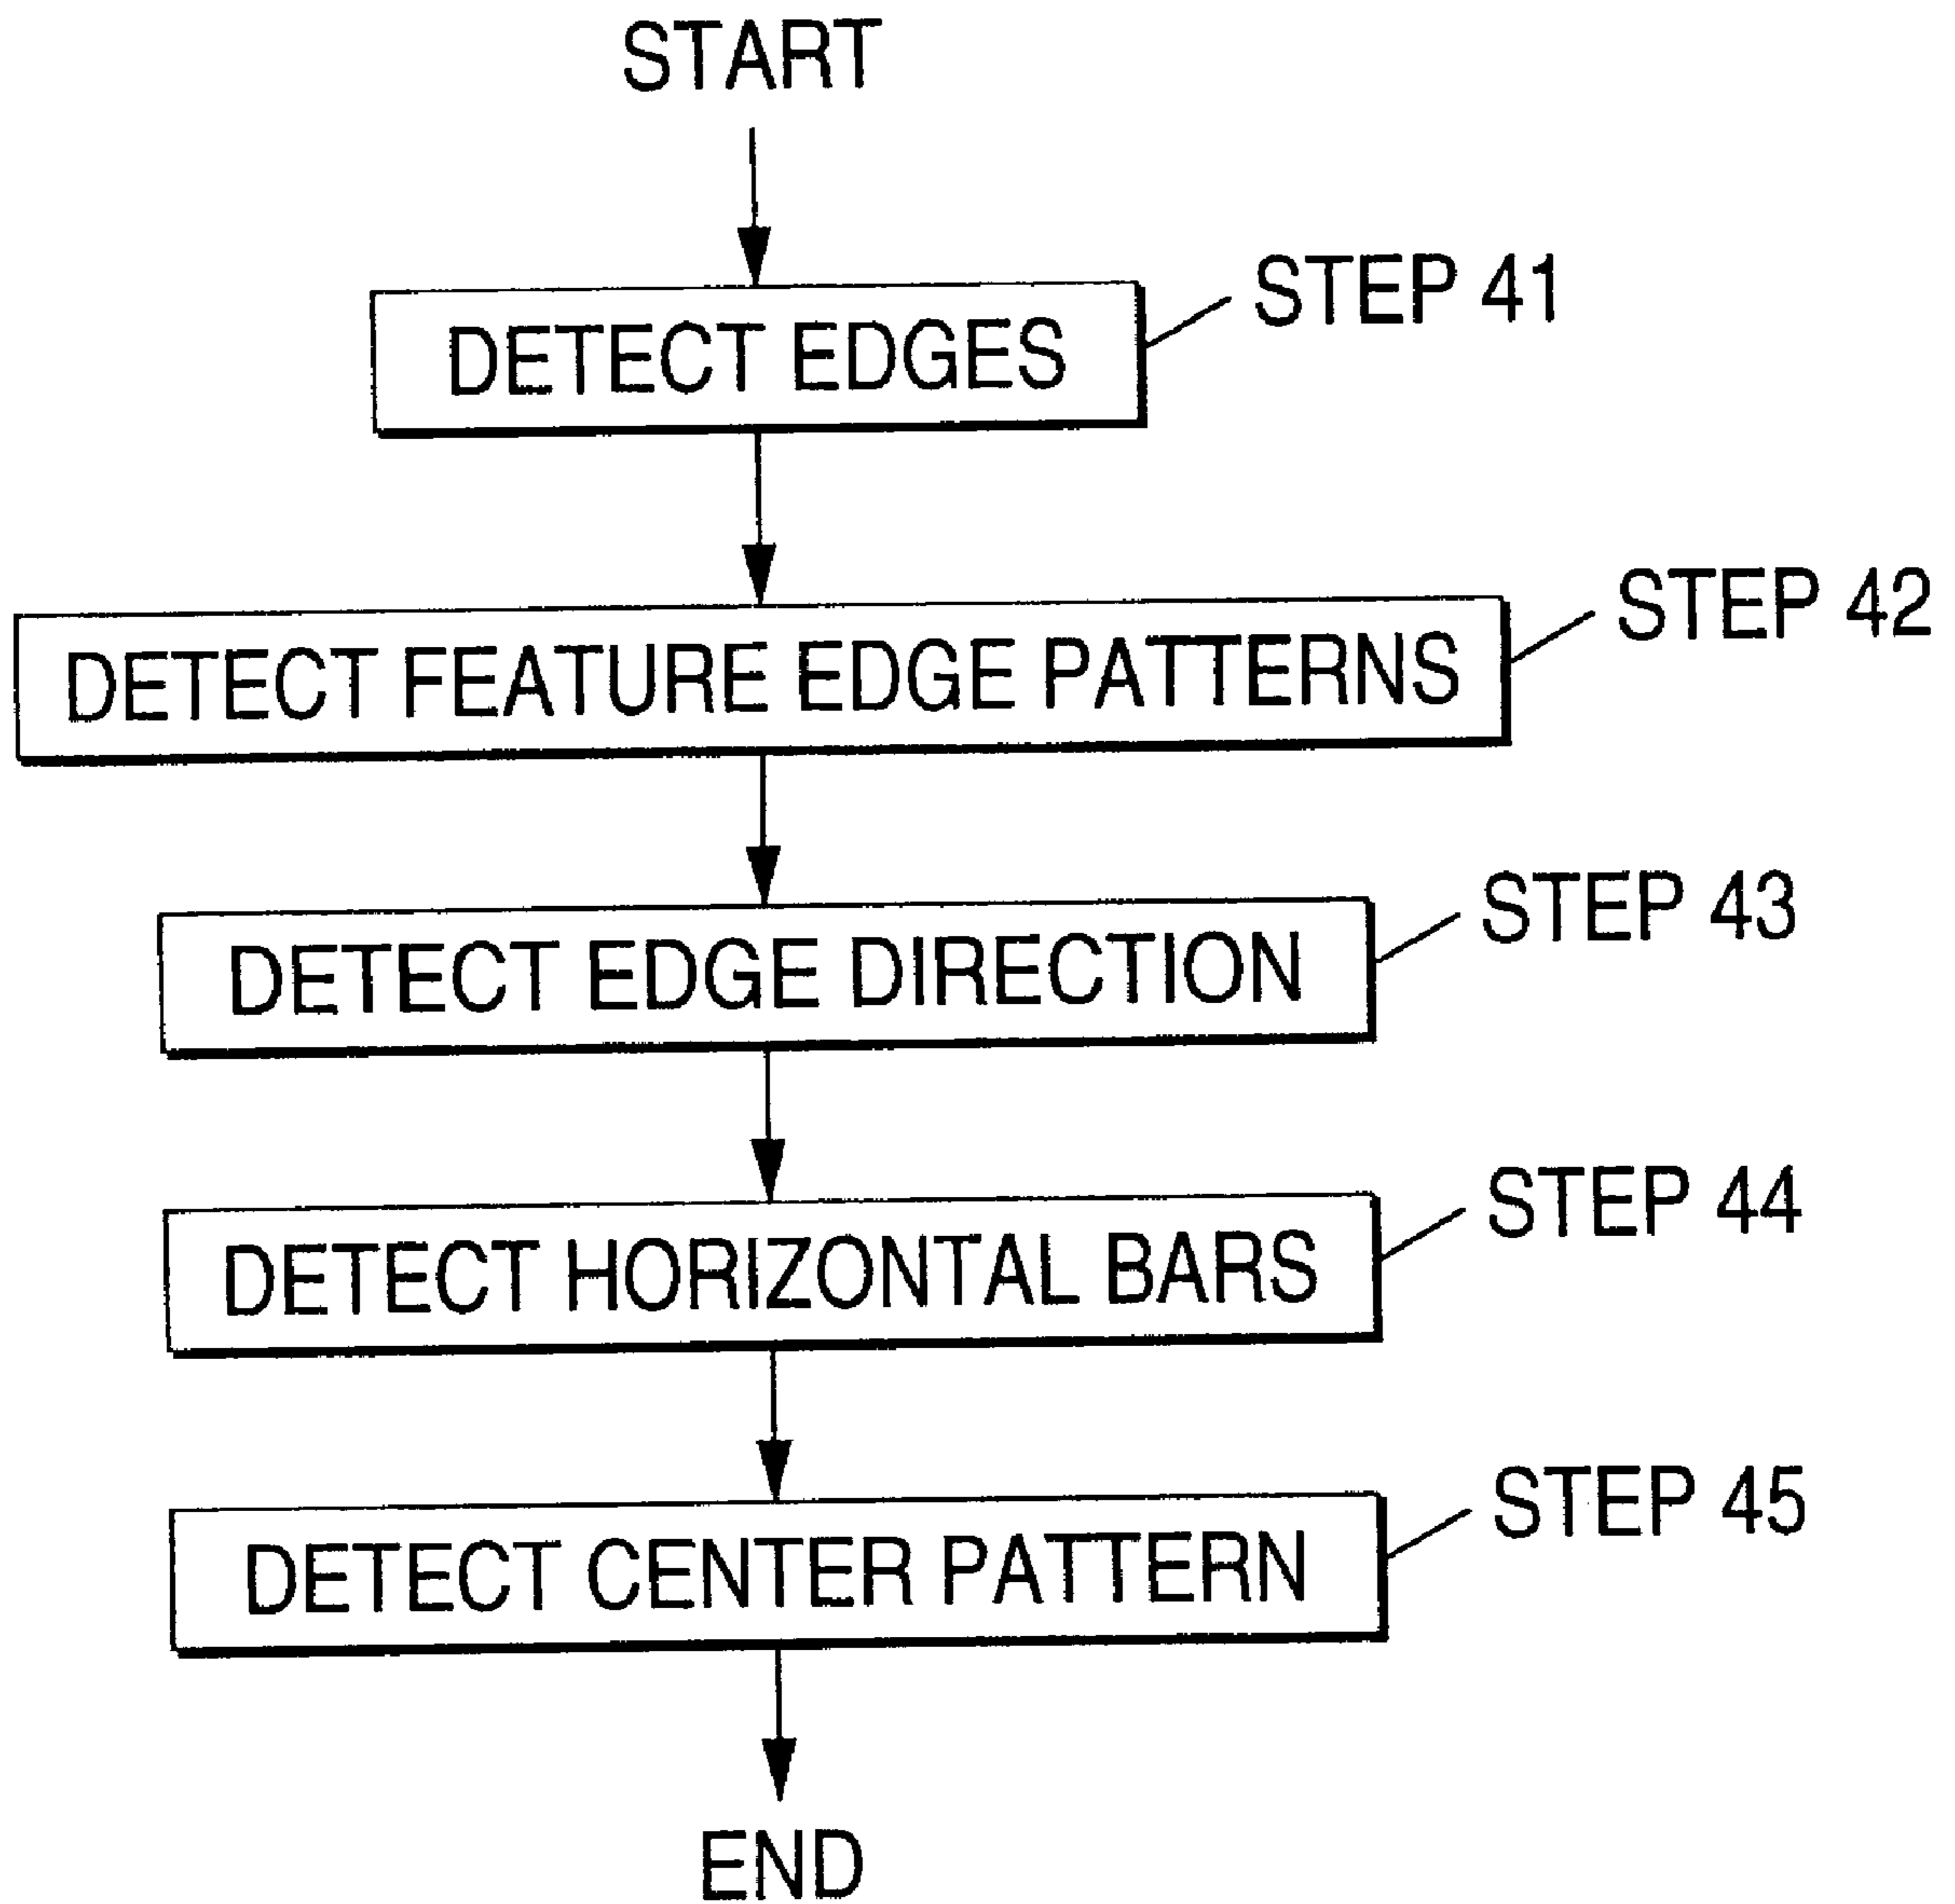 START
STEP 41
DETECT EDGES
STEP 42
DETECT FEATURE EDGE PATTERNS
STEP 43
DETECT EDGE DIRECTION
STEP 44
DETECT HORIZONTAL BARS
STEP 45
DETECT CENTER PATTERN
END